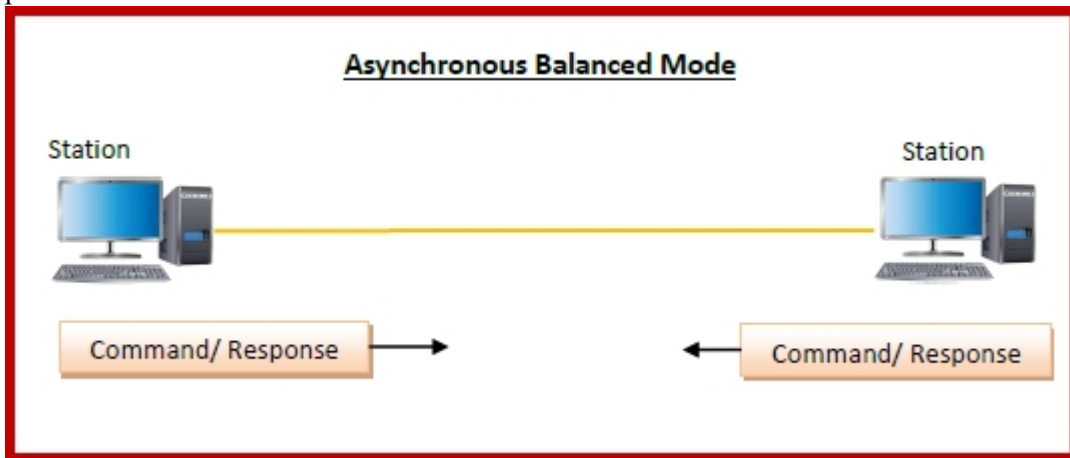 Asynchronous Balanced Mode
Station
Station
Command/ Response
Command/ Response